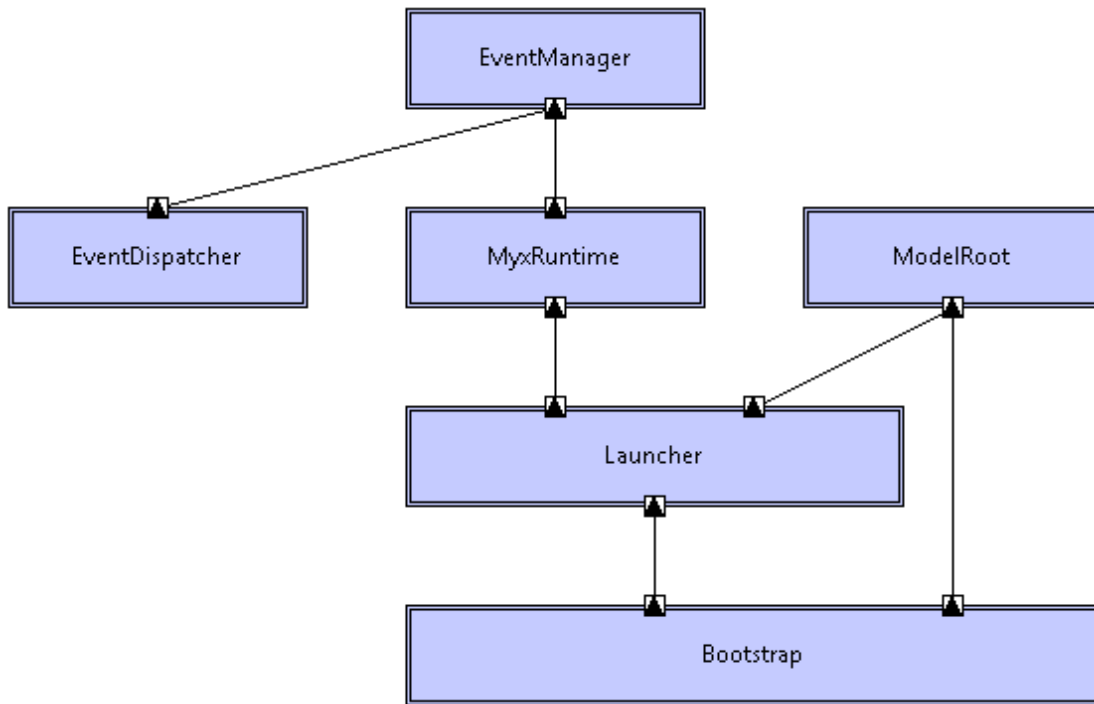 EventManager
EventDispatcher
MyxRuntime
ModelRoot
Launcher
Bootstrap